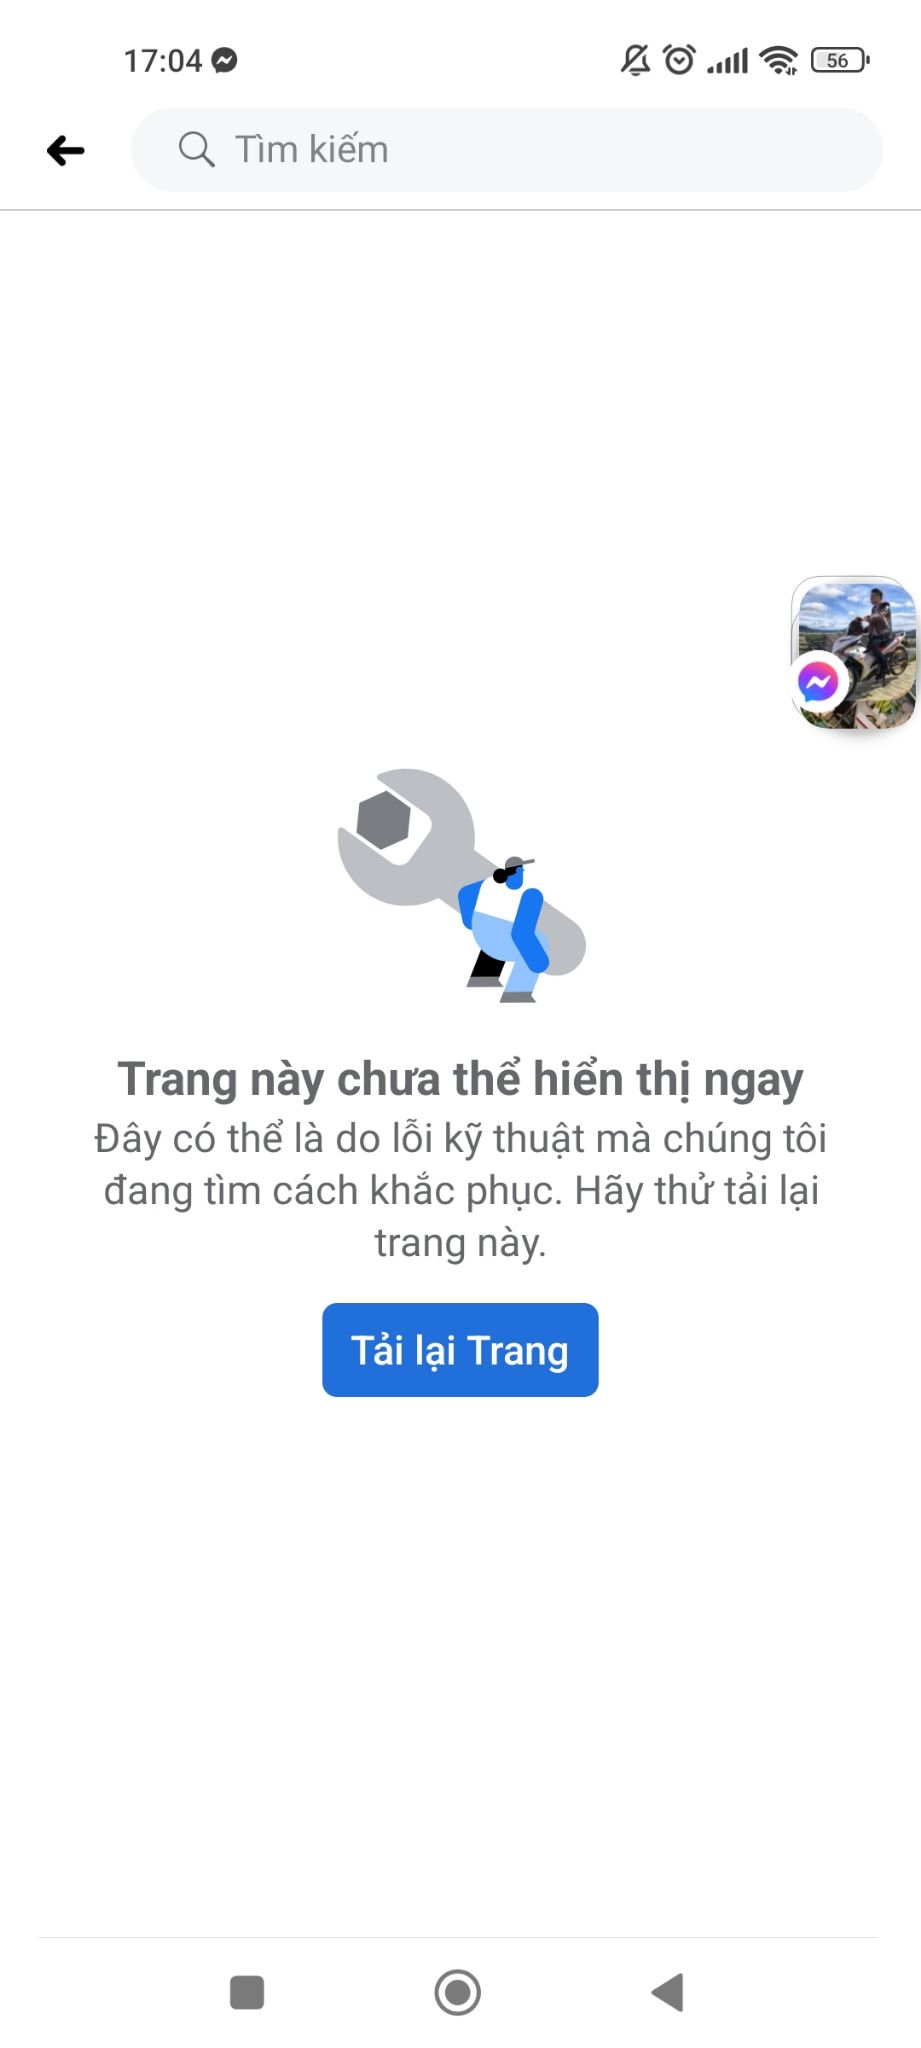 17:04
56
Tìm kiếm
Trang này chưa thể hiển thị ngay
Đây có thể là do lỗi kỹ thuật mà chúng tôi
đang tìm cách khắc phục. Hãy thử tải lại
trang này.
Tải lại Trang